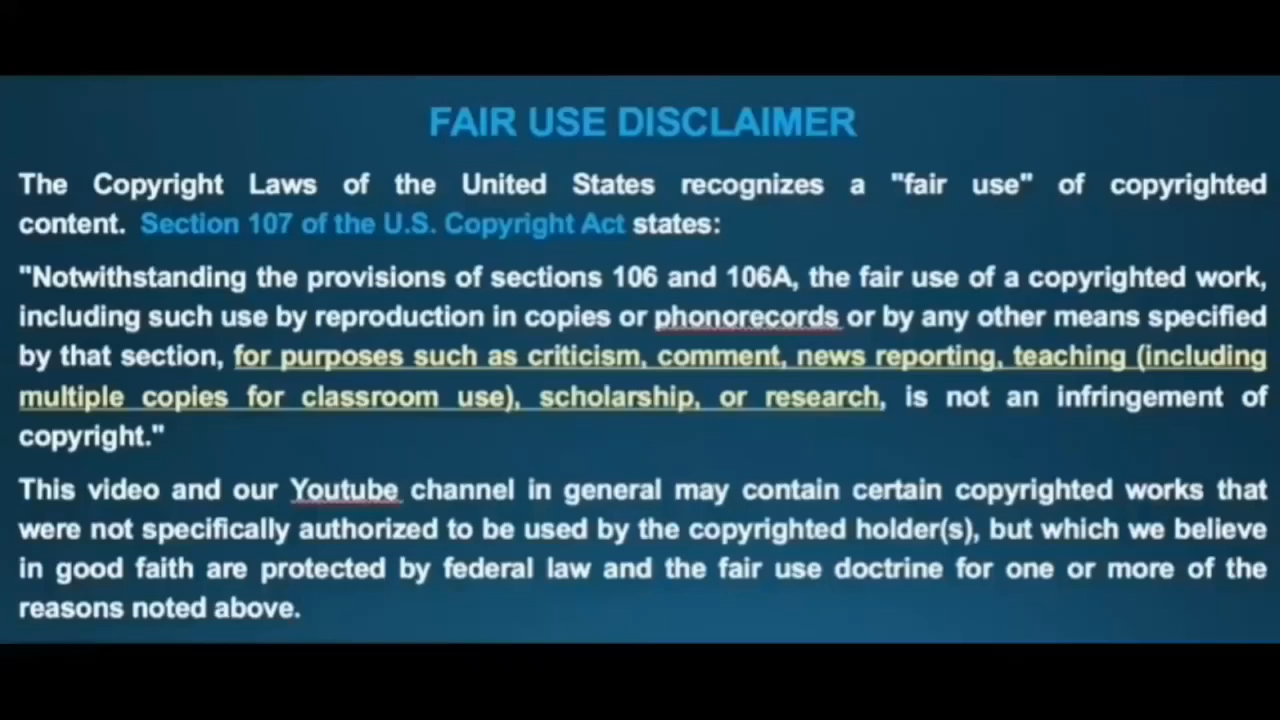 FAIR USE DISCLAIMER
The Copyright Laws of the United States recognizes a "fair use" of copyrighted
content. Section 107 of the U.S. Copyright Act states:
"Notwithstanding the provisions of sections 106 and 106A, the fair use of a copyrighted work,
including such use by reproduction in copies or phonorecords or by any other means specified
by that section, for purposes such as criticism, comment, news reporting, teaching (including
multiple copies for classroom use), scholarship, or research, is not an infringement of
copyright."
This video and our Youtube channel in general may contain certain copyrighted works that
were not specifically authorized to be used by the copyrighted holder(s), but which we believe
in good faith are protected by federal law and the fair use doctrine for one or more of the
reasons noted above.